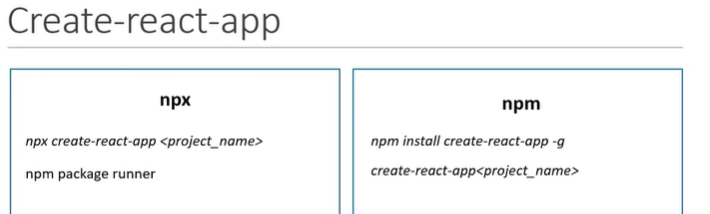 Create-react-app
npx
npx create-react-app <project_name>
npm package runner
npm
npm install create-react-app -g
create-react-app<project_name>